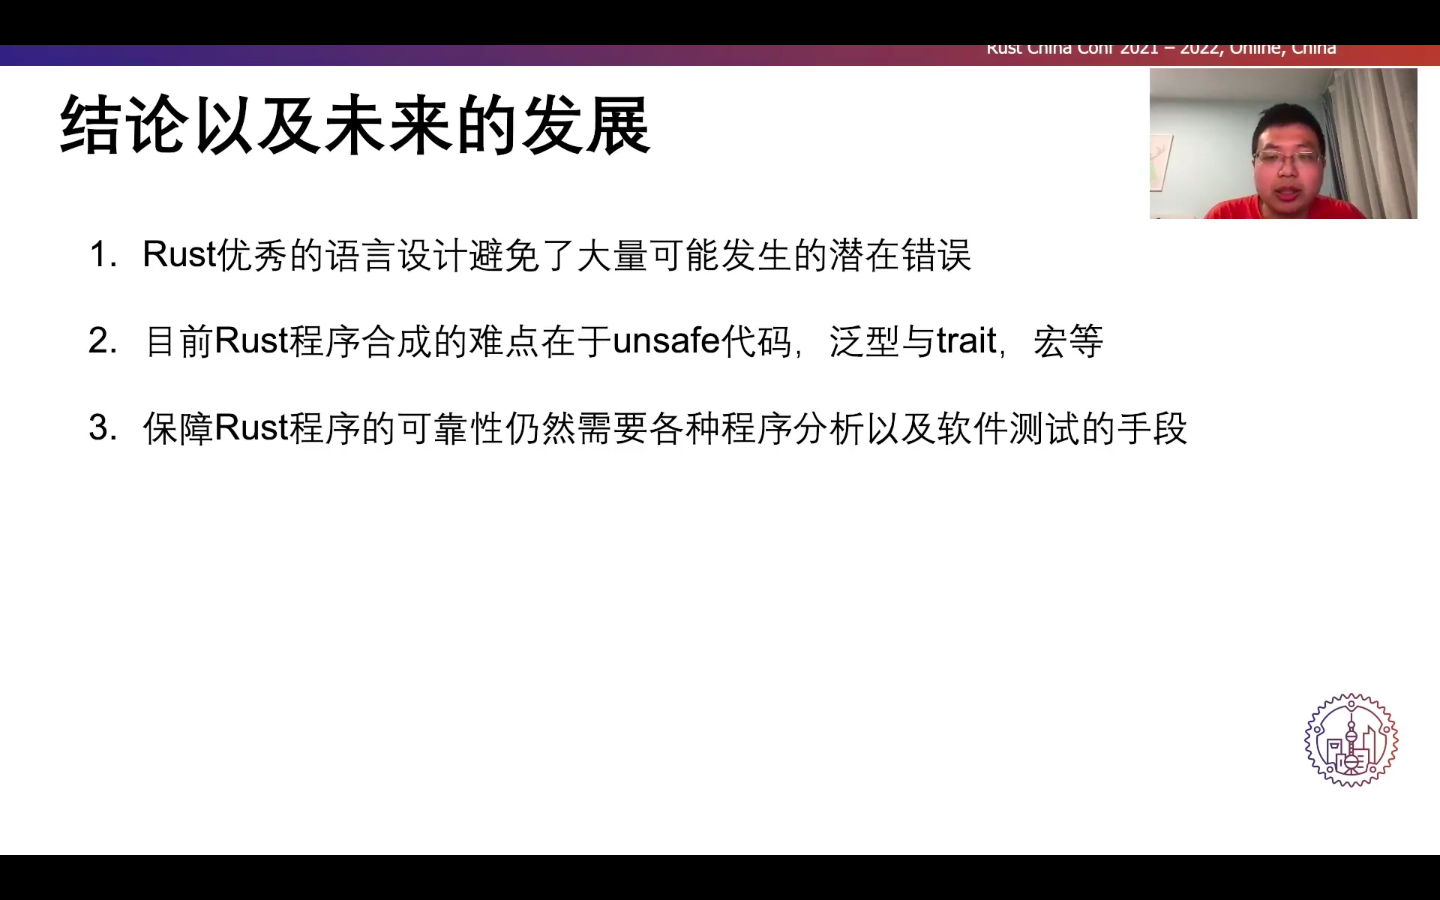 Rust China Conf 2021 – 2022, Online, China
结论以及未来的发展
1. Rust优秀的语言设计避免了大量可能发生的潜在错误
2. 目前Rust程序合成的难点在于unsafe代码，泛型与trait，宏等
3. 保障Rust程序的可靠性仍然需要各种程序分析以及软件测试的手段